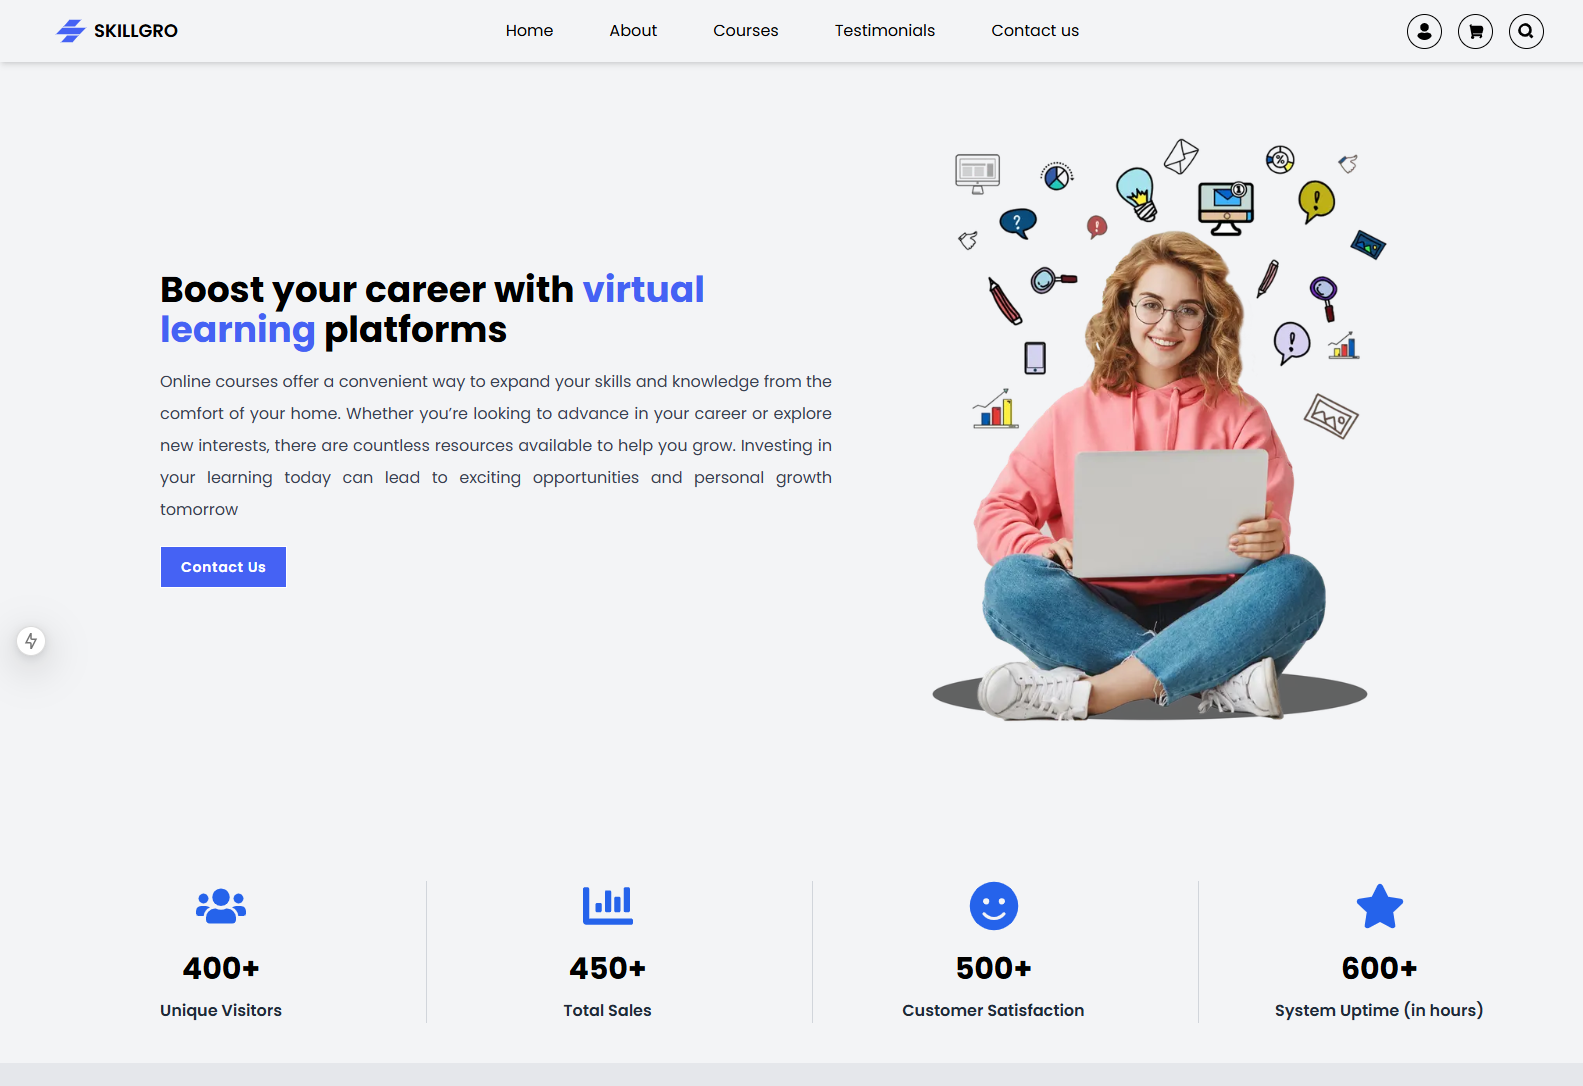 SKILLGRO
Home
About
Courses
Testimonials
Contact us
Boost your career with virtual
learning platforms
Online courses offer a convenient way to expand your skills and knowledge from the
comfort of your home. Whether you’re looking to advance in your career or explore
new interests, there are countless resources available to help you grow. Investing in
your learning today can lead to exciting opportunities and personal growth
tomorrow
Contact Us
400+
Unique Visitors
450+
Total Sales
500+
Customer Satisfaction
600+
System Uptime (in hours)